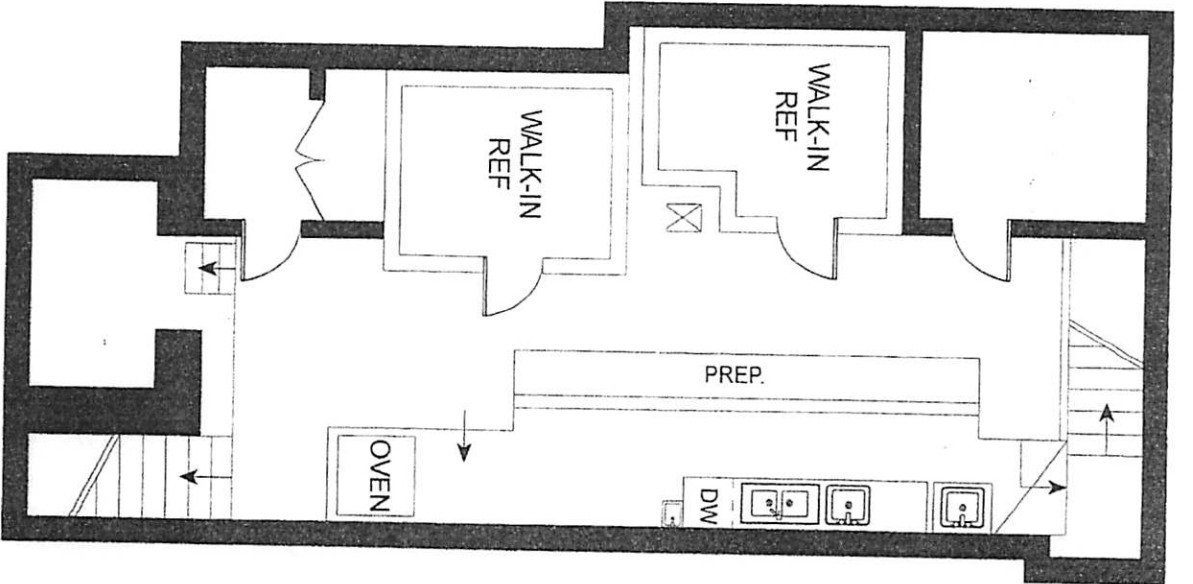 WALK-IN
REF
WALK-IN
REF
PREP.
OVEN
DW